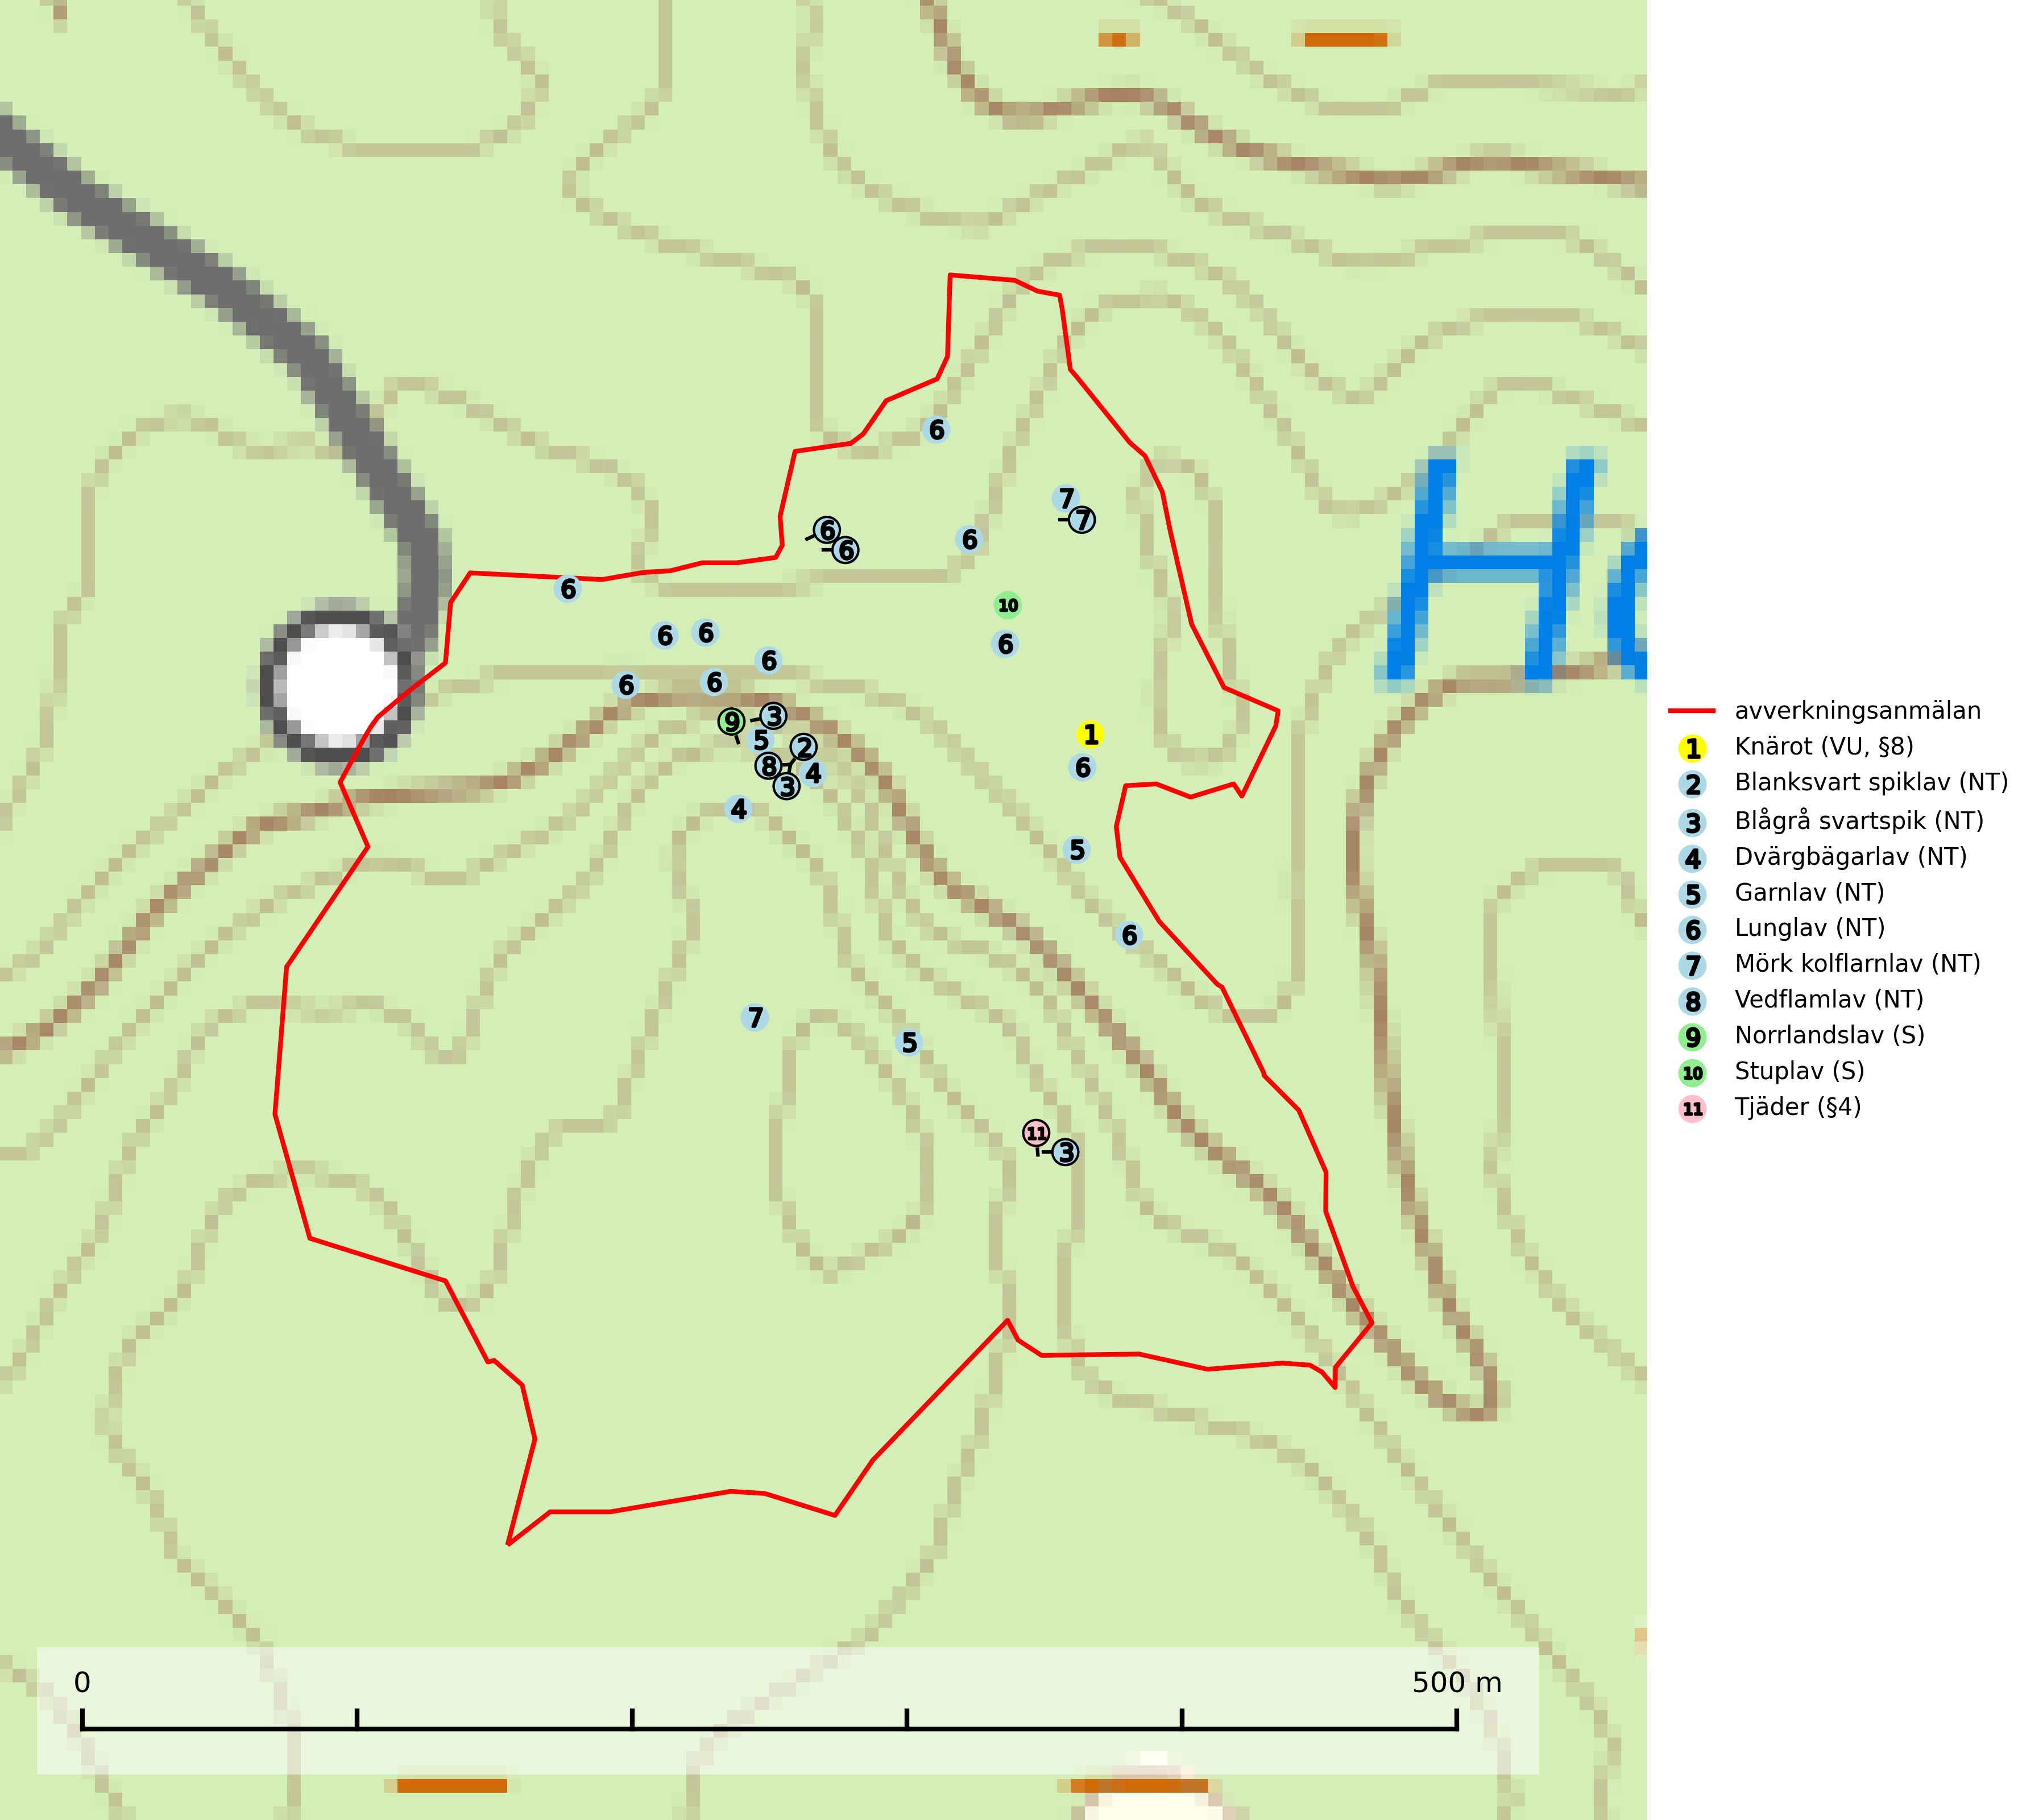 6
7
7
6
6
6
6
10
6
6
6
6
6
6
9
3
5
2
8
4
3
4
1
6
5
6
7
5
11
3
H
avverkningsanmälan
1 Knärot (VU, §8)
2 Blanksvart spiklav (NT)
3 Blågrå svartspik (NT)
4 Dvärgbägarlav (NT)
5 Garnlav (NT)
6 Lunglav (NT)
7 Mörk kolflarnlav (NT)
8 Vedflamlav (NT)
9 Norrlandslav (S)
10 Stuplav (S)
11 Tjäder (§4)
0 500 m